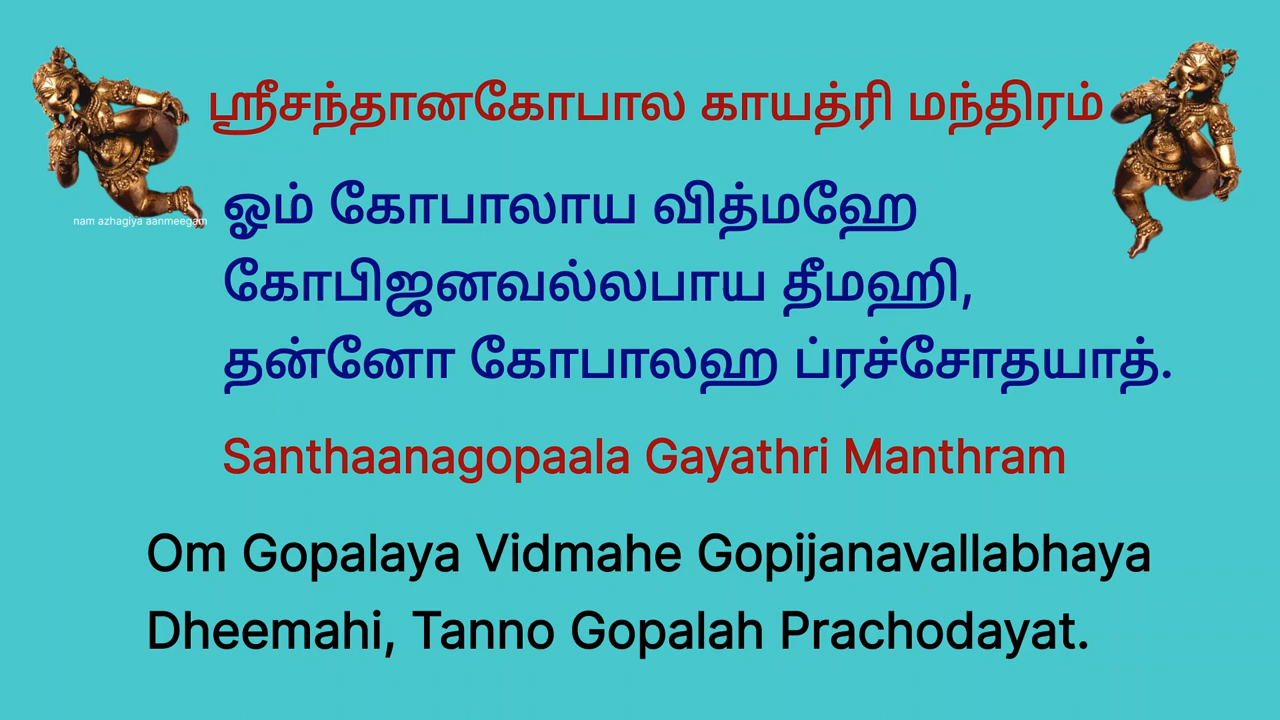 ஸ்ரீசந்தானகோபால காயத்ரி மந்திரம்
ஓம் கோபாலாய வித்மஹே
கோபிஜனவல்லபாய தீமஹி,
தன்னோ கோபாலஹ ப்ரச்சோதயாத்.
nam azhagiya aanmeegam
Santhaanagopaala Gayathri Manthram
Om Gopalaya Vidmahe Gopijanavallabhaya
Dheemahi, Tanno Gopalah Prachodayat.